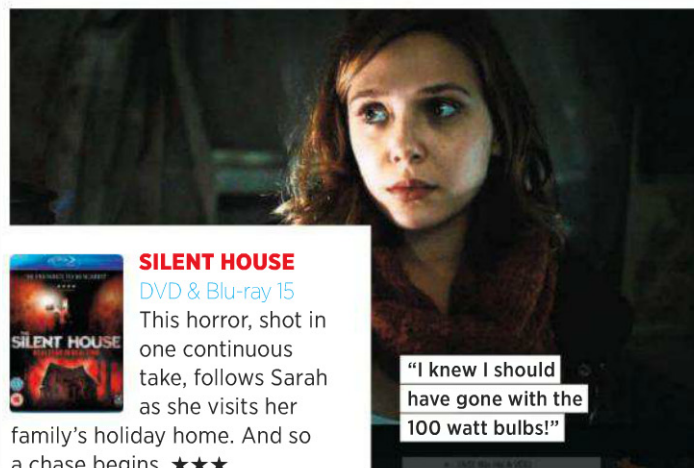 SILENT HOUSE
DVD & Blu-ray 15
This horror, shot in
one continuous
take, follows Sarah
as she visits her
family’s holiday home. And so
a chase begins. ★★★
THE
SILENT HOUSE
“I knew I should
have gone with the
100 watt bulbs!”